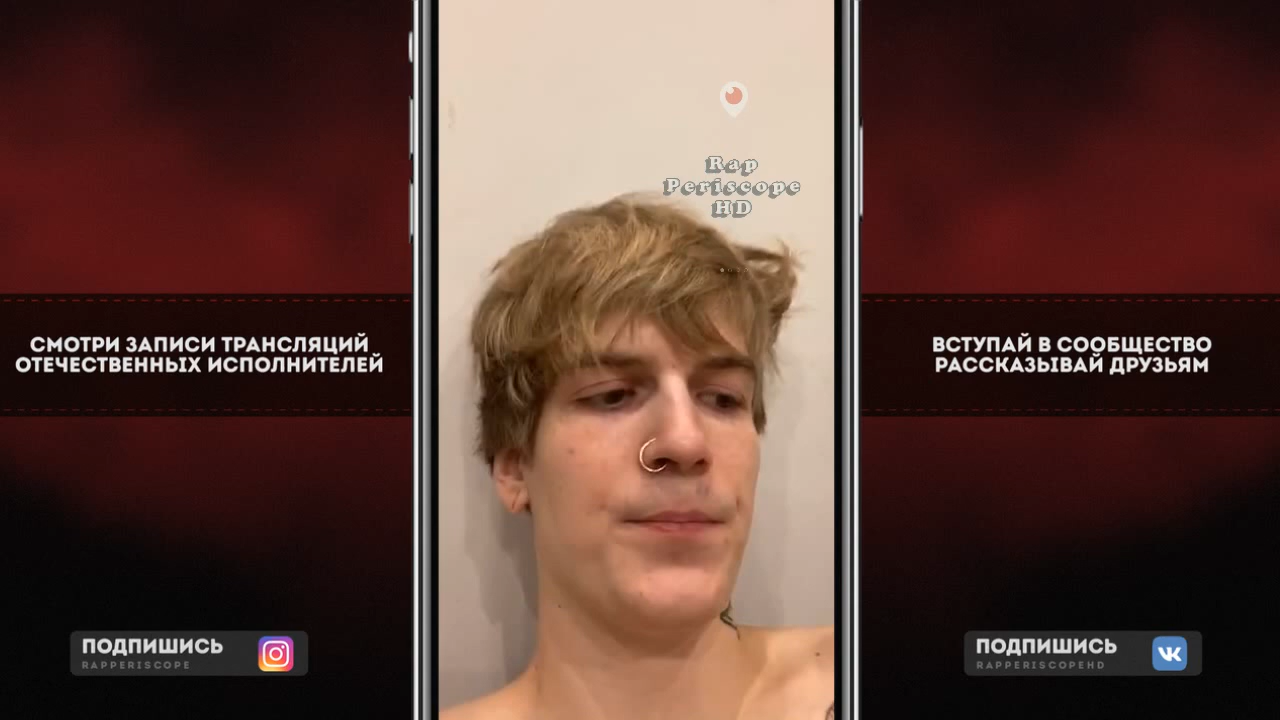 Rap
Periscope
HD
СМОТРИ ЗАПИСИ ТРАНСЛЯЦИЙ
ОТЕЧЕСТВЕННЫХ ИСПОЛНИТЕЛЕЙ
ВСТУПАЙ В СООБЩЕСТВО
РАССКАЗЫВАЙ ДРУЗЬЯМ
ПОДПИШИСЬ
RAPPERISCOPE
ПОДПИШИСЬ
RAPPERISCOPEHD